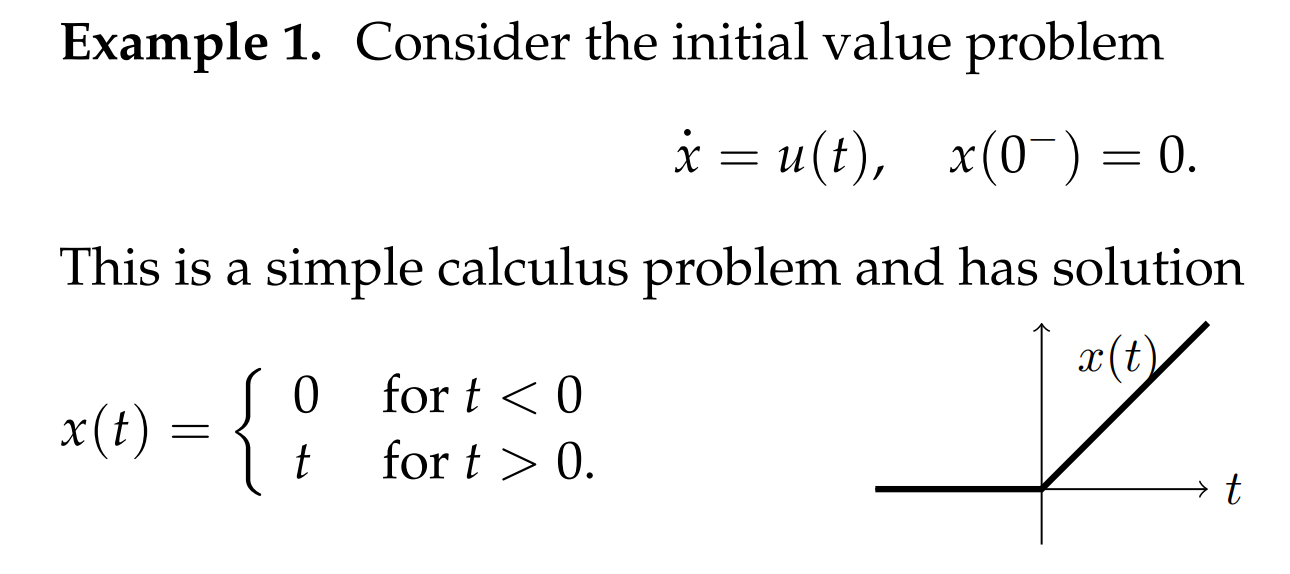 Example 1. Consider the initial value problem
ẋ = u(t), x(0⁻) = 0.
This is a simple calculus problem and has solution
x(t) = { 0 for t < 0
t for t > 0.
x(t)
t